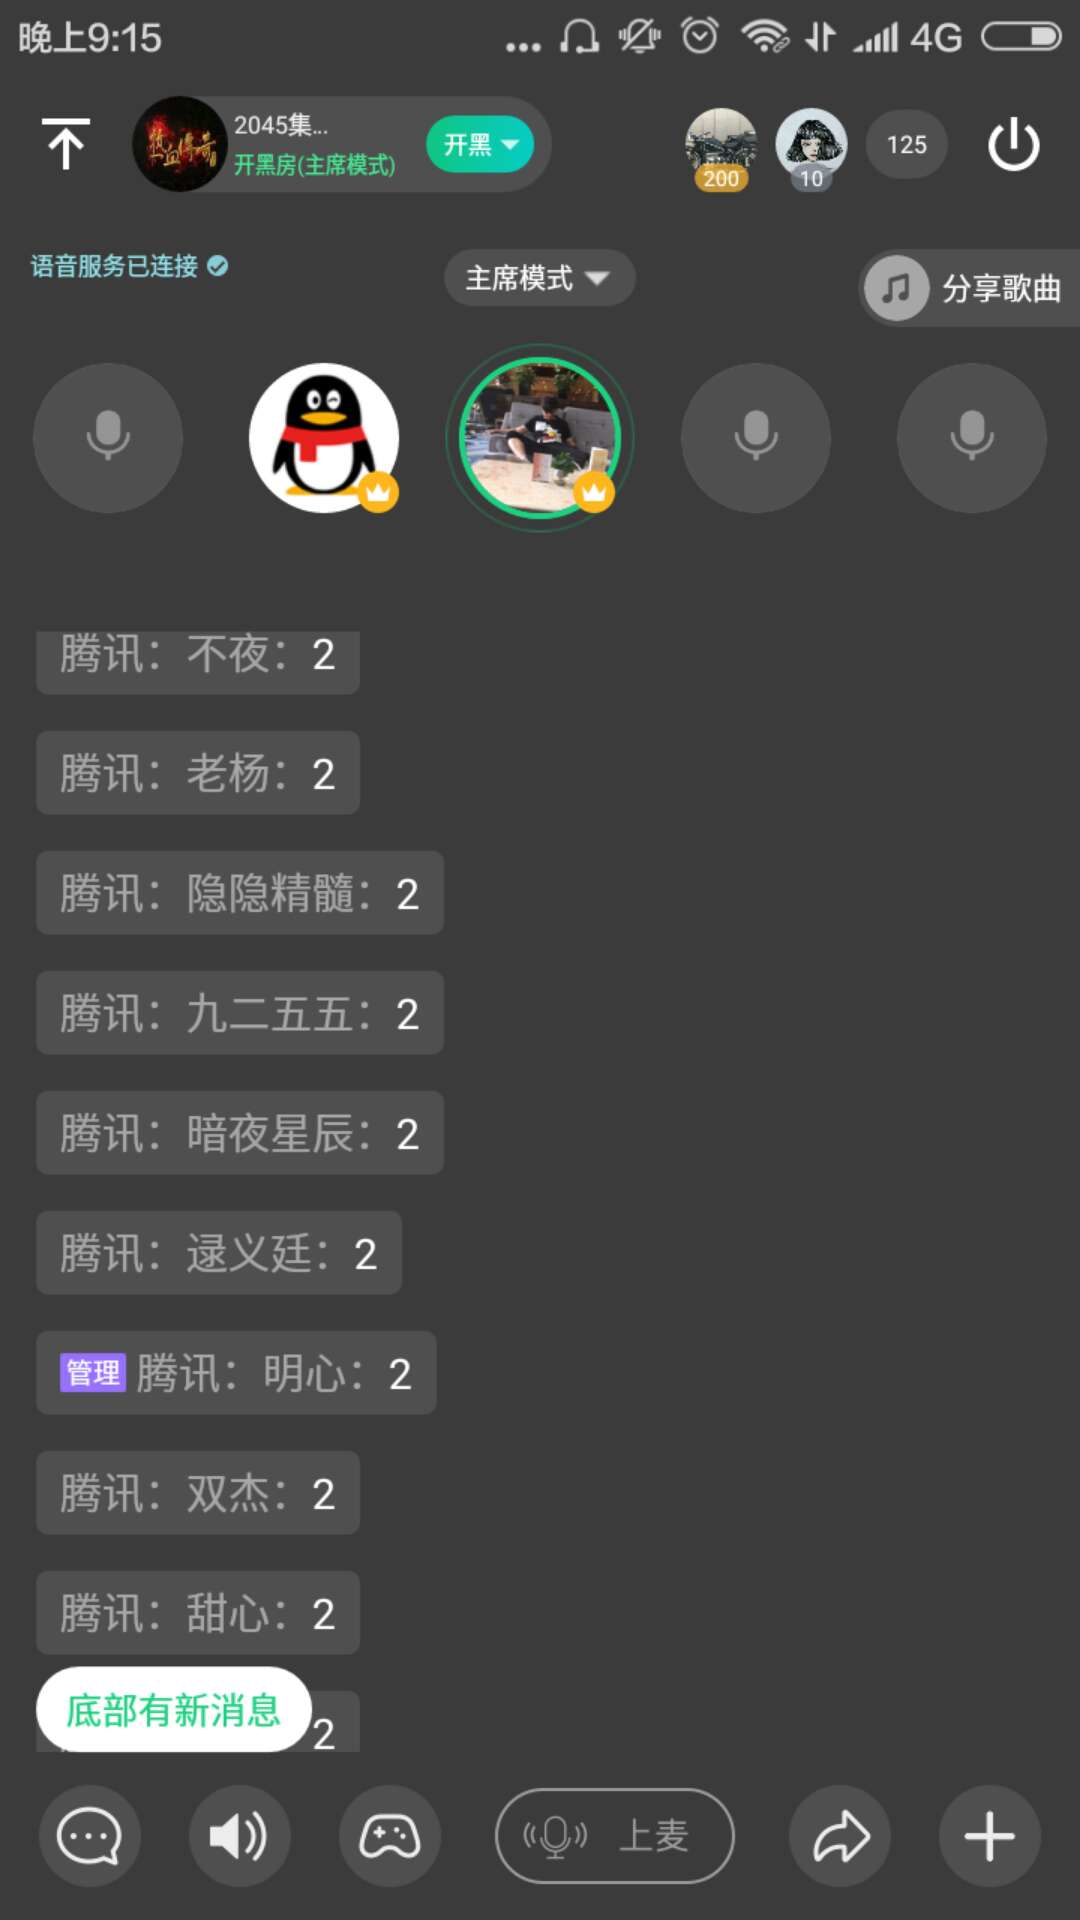 晚上9:15
4G
热血传奇
2045集...
开黑房(主席模式)
开黑
200
10
125
语音服务已连接
主席模式
分享歌曲
腾讯：不夜：2
腾讯：老杨：2
腾讯：隐隐精髓：2
腾讯：九二五五：2
腾讯：暗夜星辰：2
腾讯：逯义廷：2
管理 腾讯：明心：2
腾讯：双杰：2
腾讯：甜心：2
底部有新消息
2
上麦